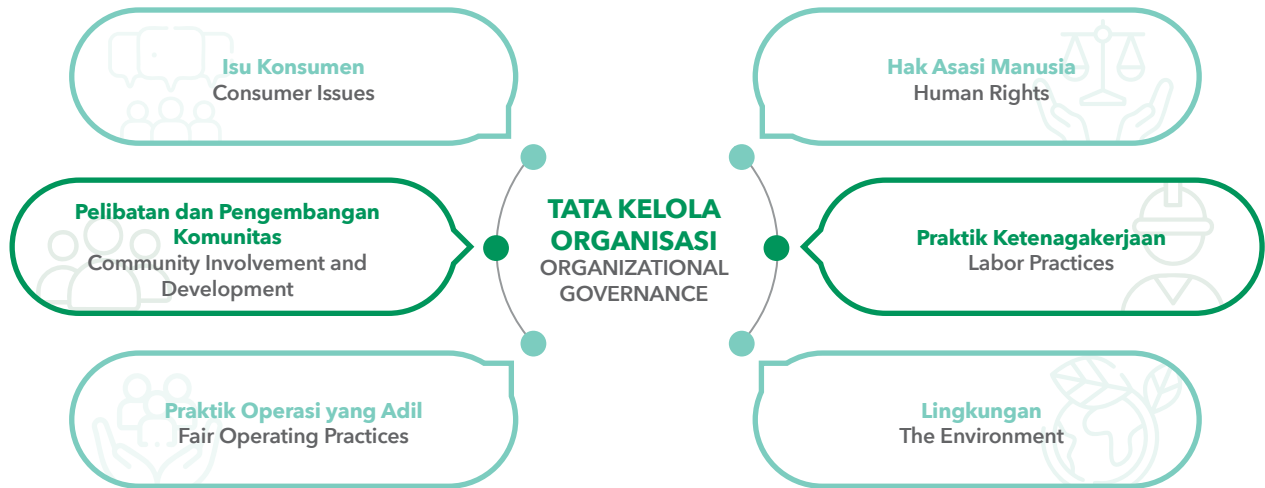 Isu Konsumen
Consumer Issues
Hak Asasi Manusia
Human Rights
Pelibatan dan Pengembangan
Komunitas
Community Involvement and
Development
TATA KELOLA
ORGANISASI
ORGANIZATIONAL
GOVERNANCE
Praktik Ketenagakerjaan
Labor Practices
Praktik Operasi yang Adil
Fair Operating Practices
Lingkungan
The Environment